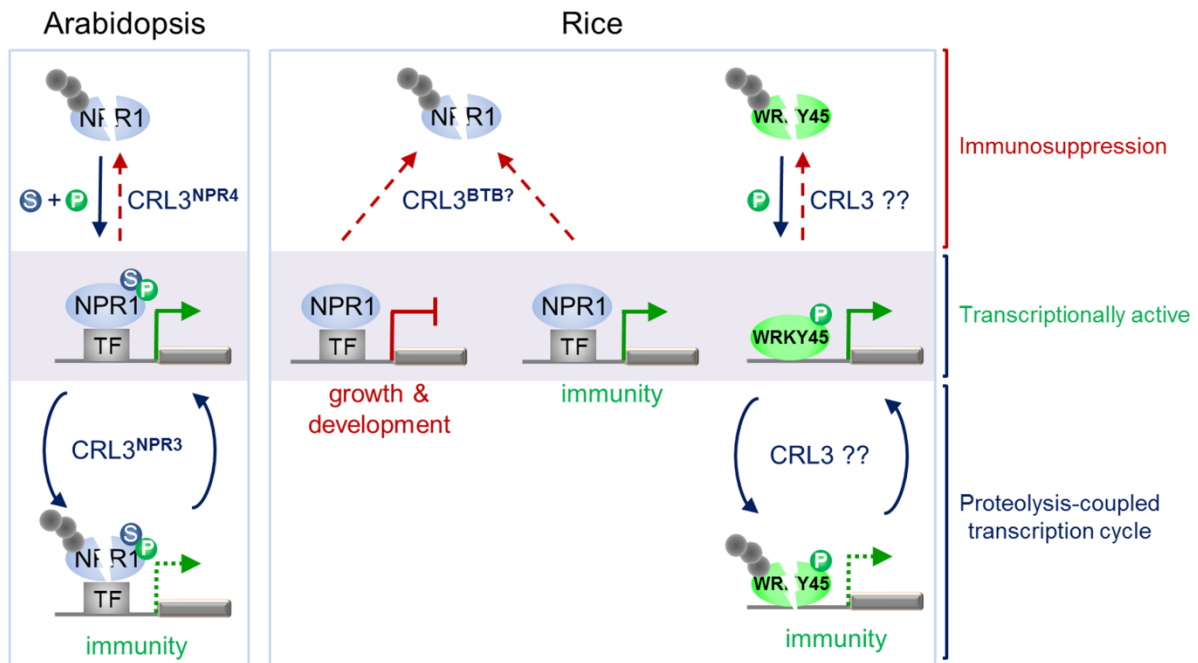 Arabidopsis
Rice
NPR1
NPR1
WRKY45
Immunosuppression
S + P
CRL3NPR4
CRL3BTB?
P
CRL3 ??
NPR1 S P
TF
NPR1
TF
NPR1
TF
WRKY45 P
Transcriptionally active
growth &
development
immunity
CRL3NPR3
CRL3 ??
Proteolysis-coupled
transcription cycle
NPR1 S P
TF
WRKY45 P
immunity
immunity